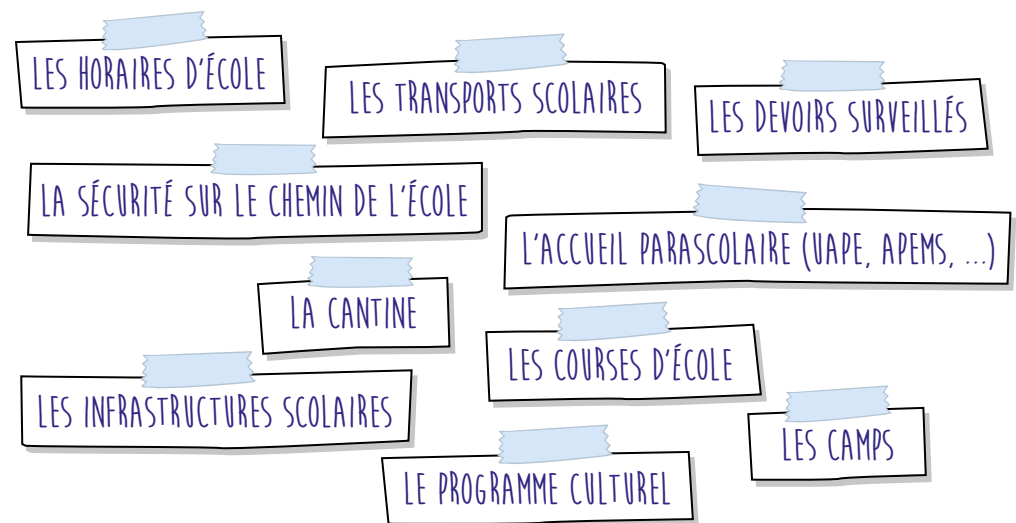 LES HORAIRES D'ÉCOLE
LES TRANSPORTS SCOLAIRES
LES DEVOIRS SURVEILLÉS
LA SÉCURITÉ SUR LE CHEMIN DE L'ÉCOLE
L'ACCUEIL PARASCOLAIRE (UAPE, APEMS, ...)
LA CANTINE
LES COURSES D'ÉCOLE
LES INFRASTRUCTURES SCOLAIRES
LES CAMPS
LE PROGRAMME CULTUREL